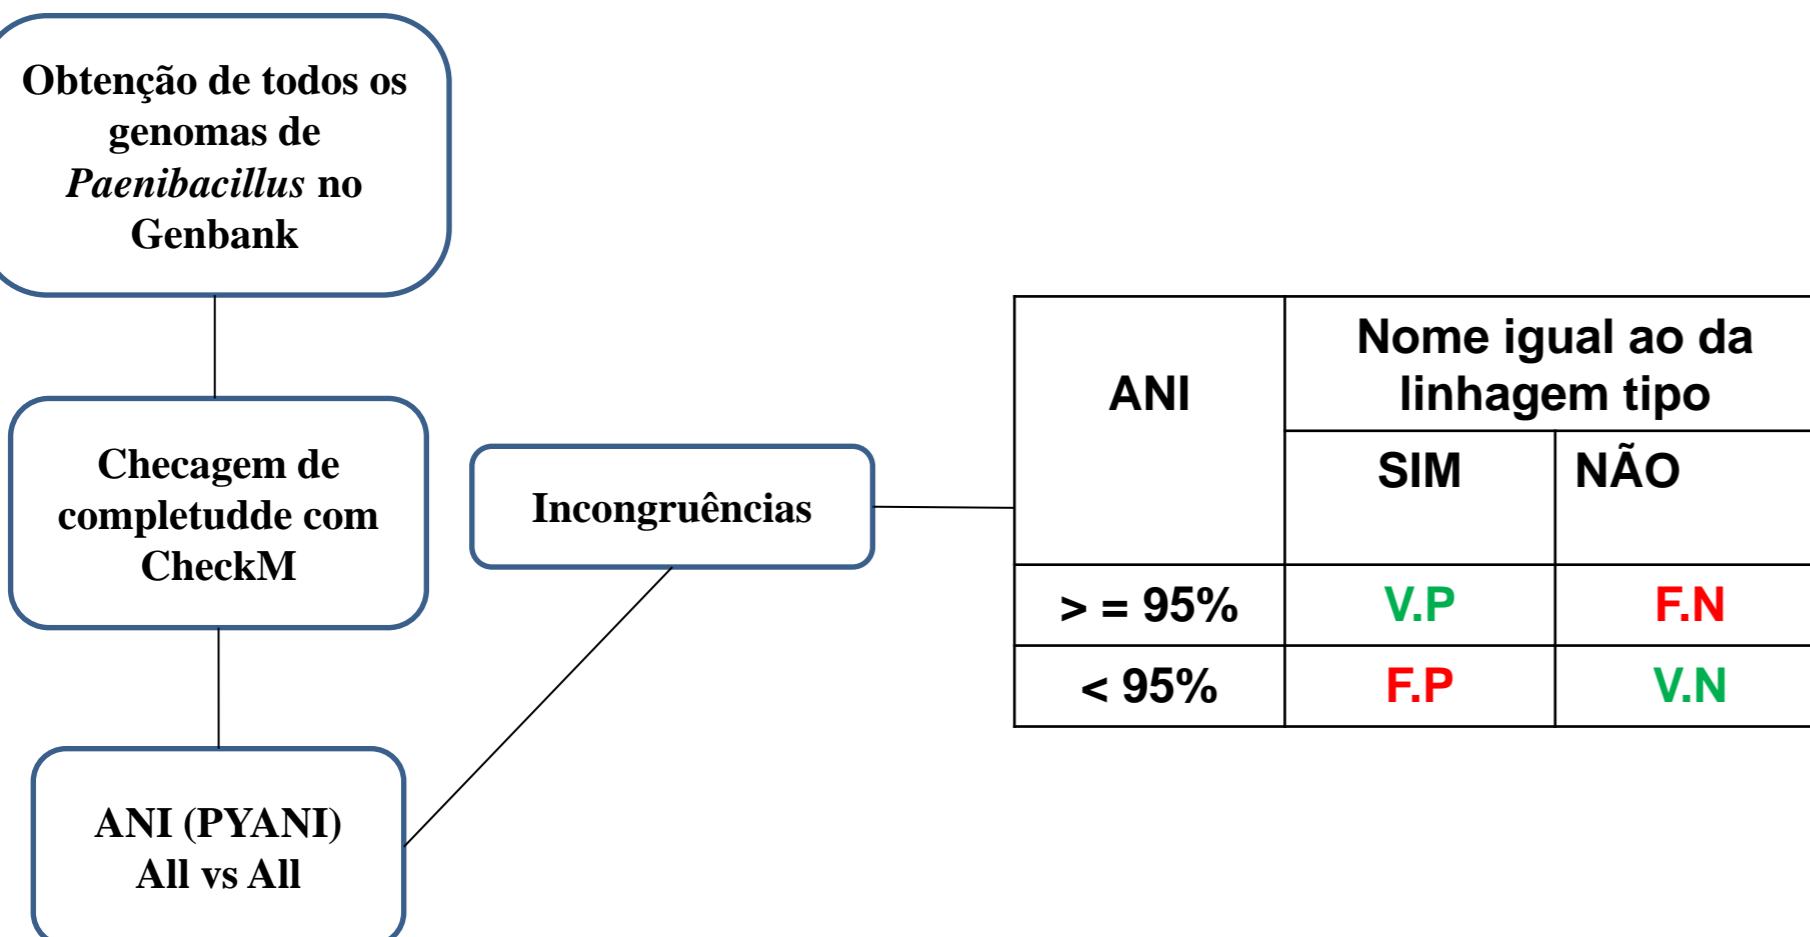 Obtenção de todos os
genomas de
Paenibacillus no
Genbank
Checagem de
completudde com
CheckM
ANI (PYANI)
All vs All
Incongruências
ANI
Nome igual ao da
linhagem tipo
SIM NÃO
> = 95% V.P F.N
< 95% F.P V.N